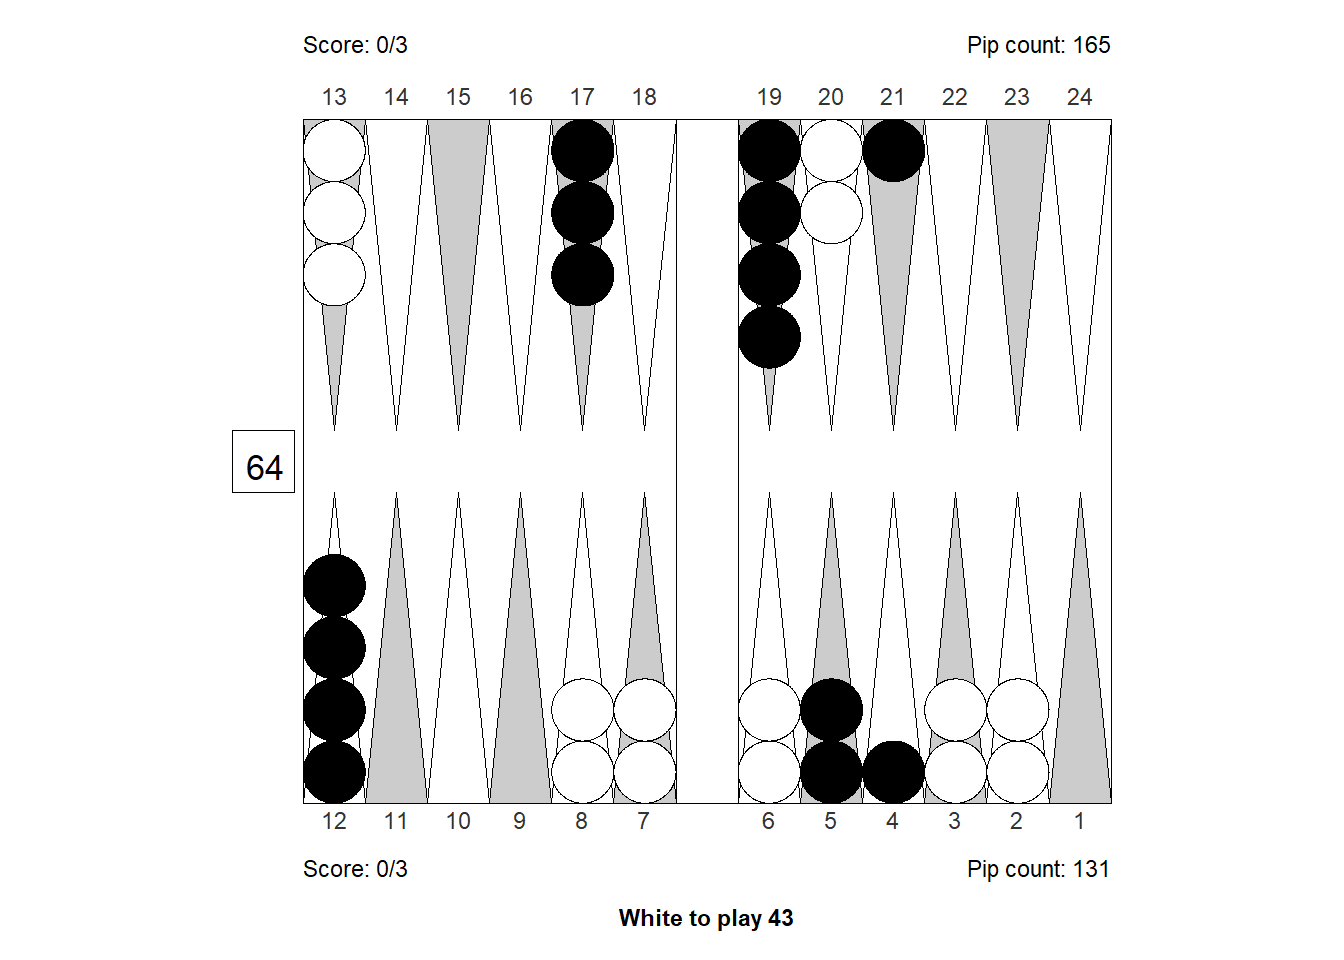 Score: 0/3 Pip count: 165
13 14 15 16 17 18 19 20 21 22 23 24
64
12 11 10 9 8 7 6 5 4 3 2 1
Score: 0/3 Pip count: 131
White to play 43